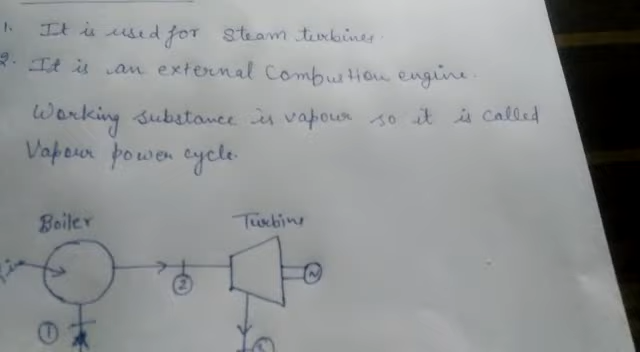 1. It is used for steam turbines.
2. It is an external Combustion engine.
Working substance is vapour so it is called
Vapour power cycle.
Boiler Turbine
2 N
1